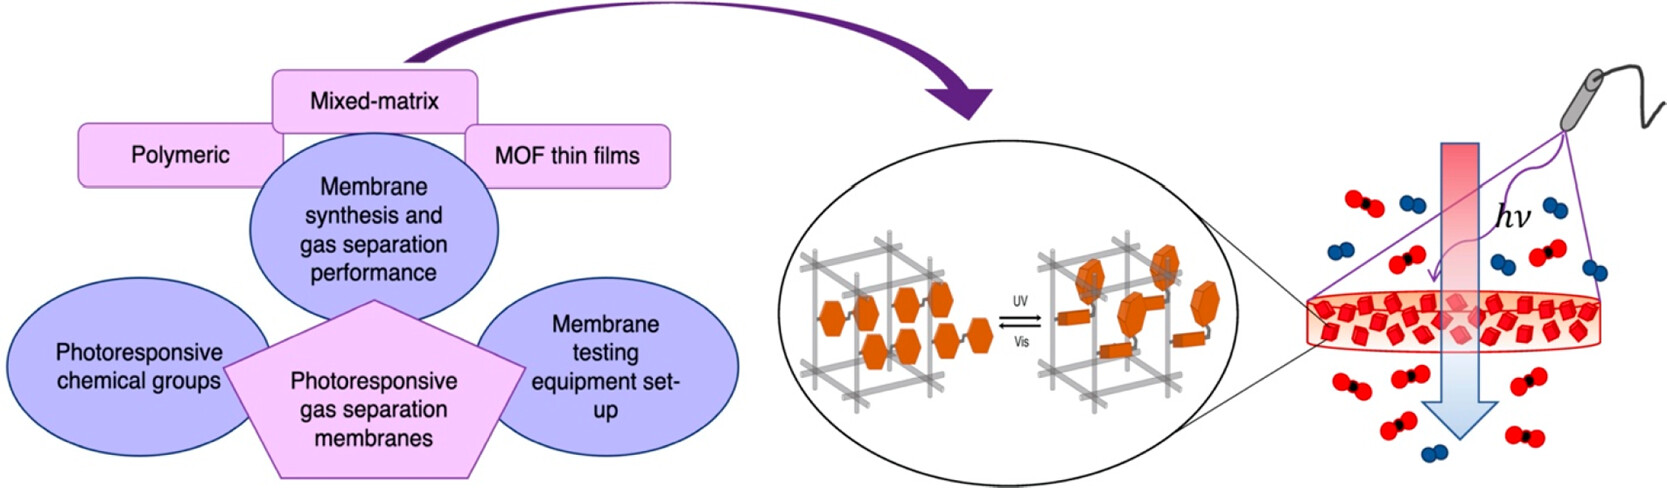 Mixed-matrix
Polymeric
MOF thin films
Membrane
synthesis and
gas separation
performance
Photoresponsive
chemical groups
Photoresponsive
gas separation
membranes
Membrane
testing
equipment set-
up
UV
Vis
hν